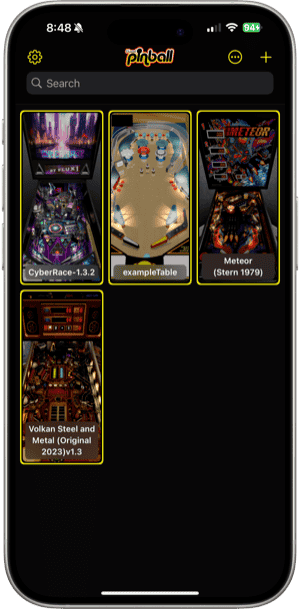 8:48
94
pinball
Search
METEOR
CyberRace-1.3.2
exampleTable
Meteor
(Stern 1979)
Volkan Steel and
Metal (Original
2023)v1.3